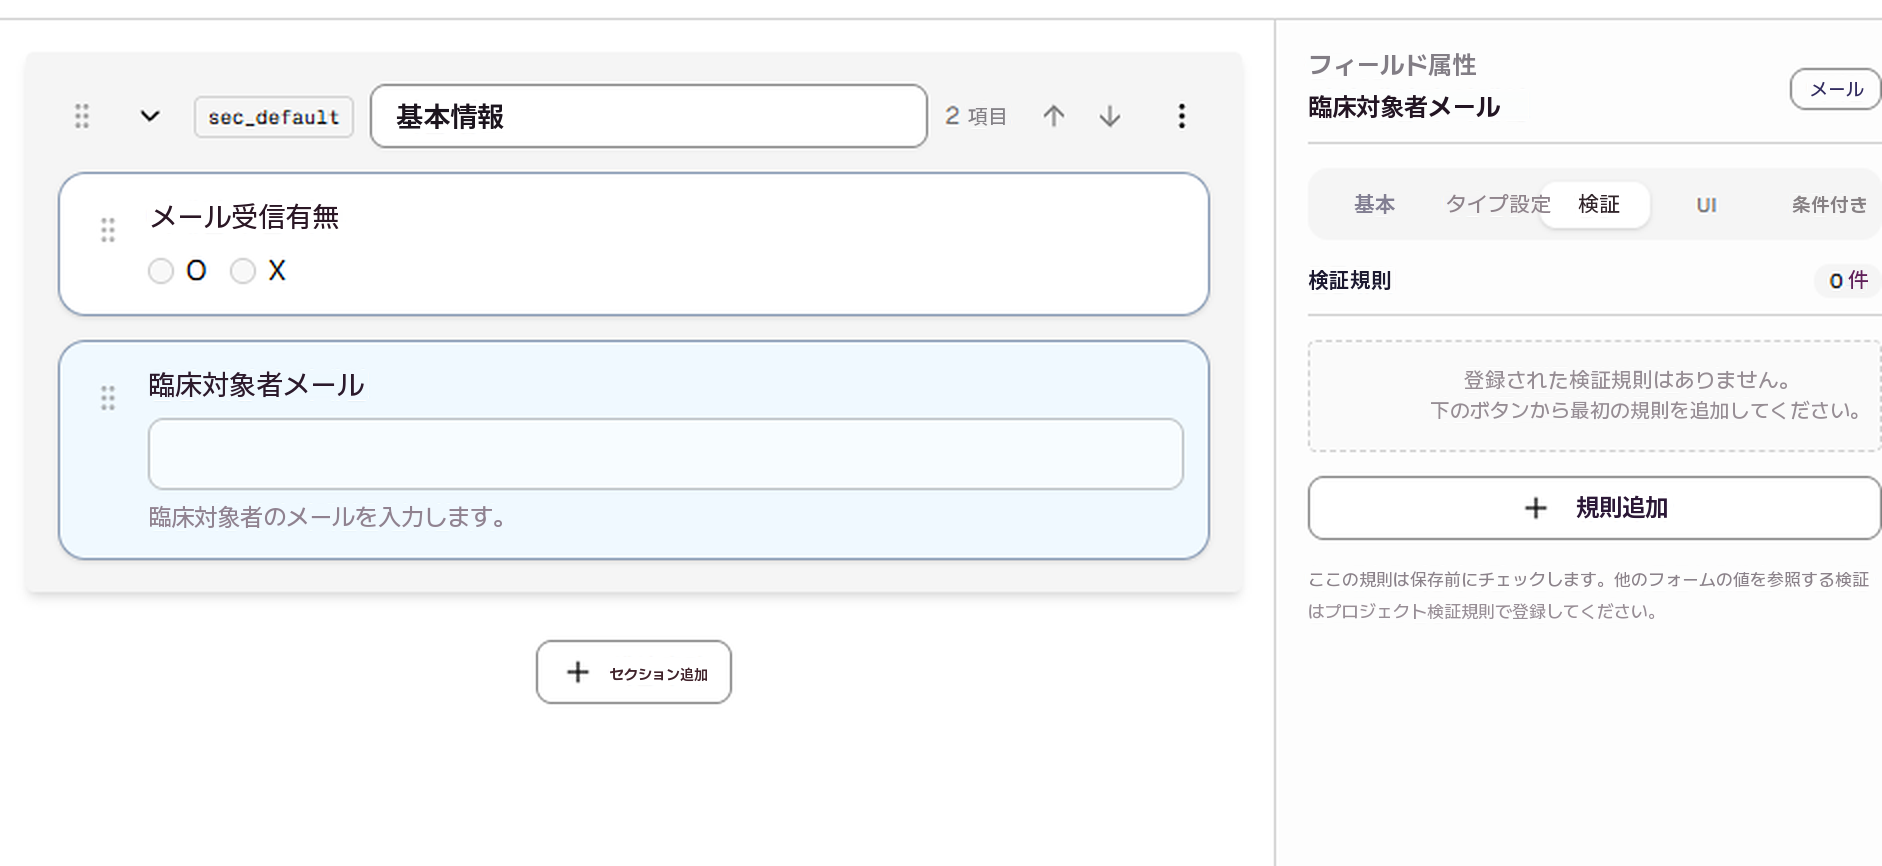 sec_default
基本情報
2 項目
メール受信有無
O X
臨床対象者メール
臨床対象者のメールを入力します。
セクション追加
フィールド属性
臨床対象者メール
メール
基本 タイプ設定 検証 UI 条件付き
検証規則
0 件
登録された検証規則はありません。
下のボタンから最初の規則を追加してください。
規則追加
ここの規則は保存前にチェックします。他のフォームの値を参照する検証
はプロジェクト検証規則で登録してください。